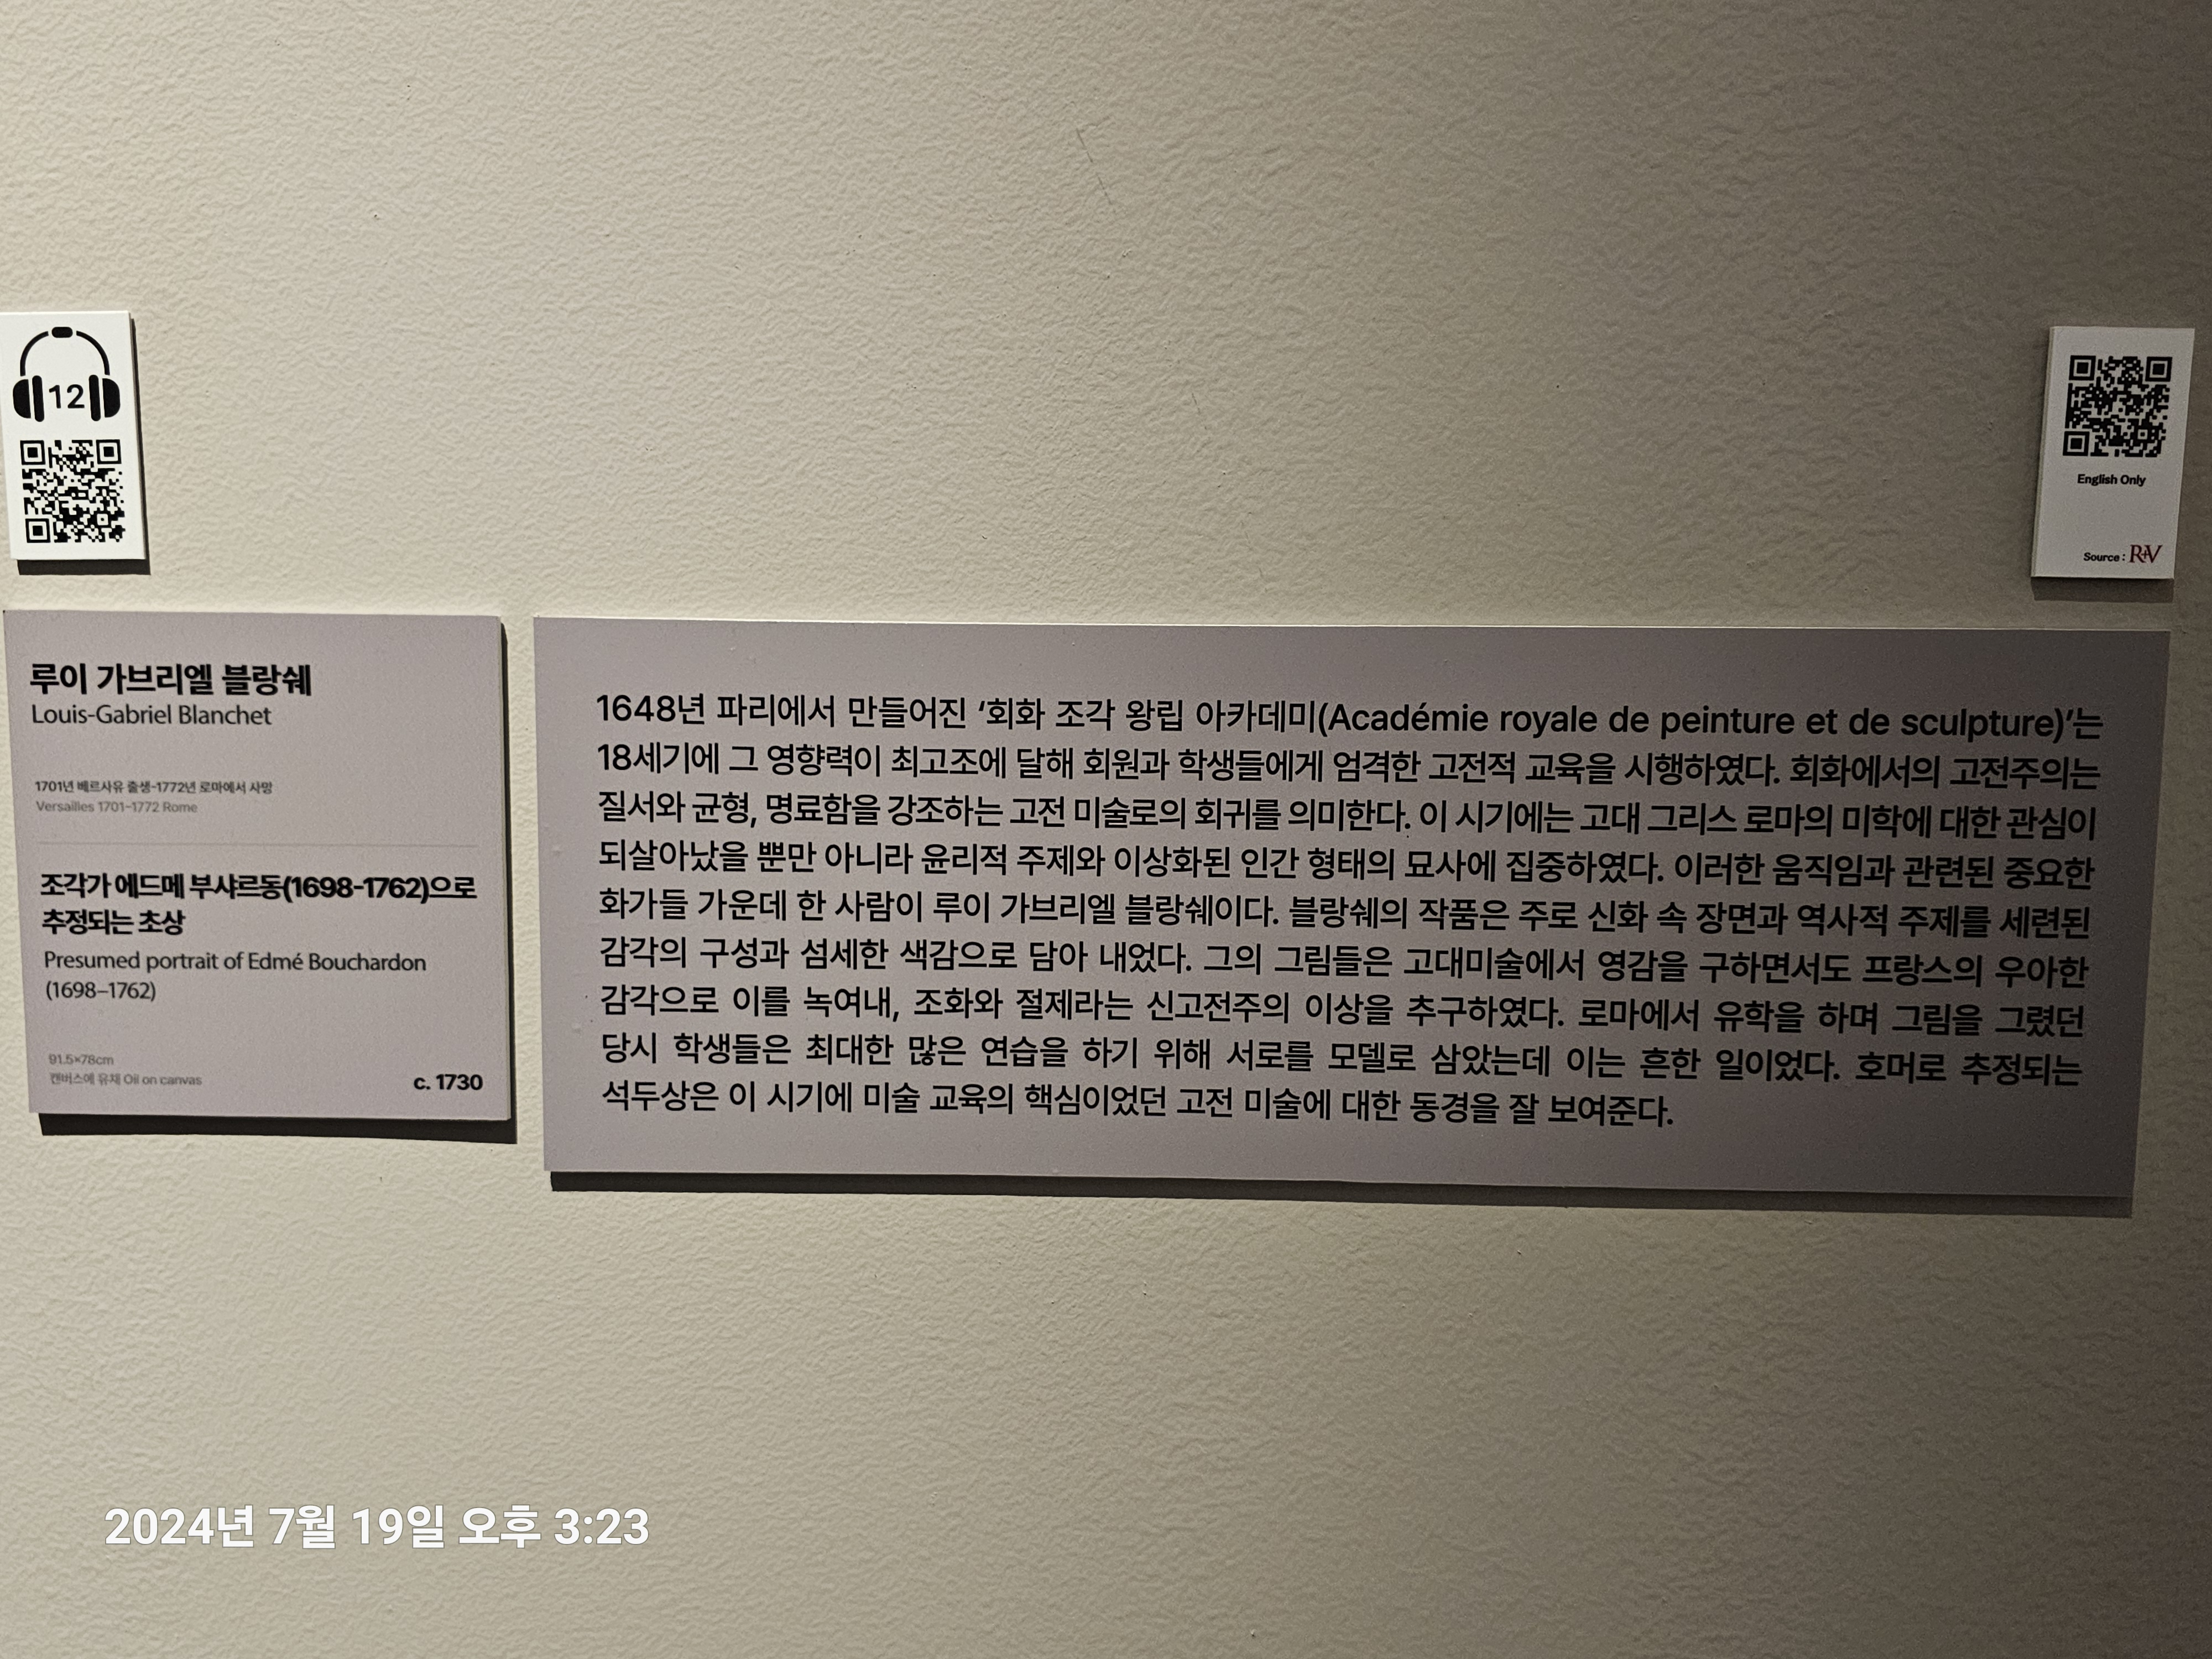 12
English Only
Source : R+V
루이 가브리엘 블랑쉐
Louis-Gabriel Blanchet
1701년 베르사유 출생-1772년 로마에서 사망
Versailles 1701-1772 Rome
조각가 에드메 부샤르동(1698-1762)으로
추정되는 초상
Presumed portrait of Edmé Bouchardon
(1698–1762)
91.5×78cm
캔버스에 유채 Oil on canvas
c. 1730
1648년 파리에서 만들어진 ‘회화 조각 왕립 아카데미(Académie royale de peinture et de sculpture)’는
18세기에 그 영향력이 최고조에 달해 회원과 학생들에게 엄격한 고전적 교육을 시행하였다. 회화에서의 고전주의는
질서와 균형, 명료함을 강조하는 고전 미술로의 회귀를 의미한다. 이 시기에는 고대 그리스 로마의 미학에 대한 관심이
되살아났을 뿐만 아니라 윤리적 주제와 이상화된 인간 형태의 묘사에 집중하였다. 이러한 움직임과 관련된 중요한
화가들 가운데 한 사람이 루이 가브리엘 블랑쉐이다. 블랑쉐의 작품은 주로 신화 속 장면과 역사적 주제를 세련된
감각의 구성과 섬세한 색감으로 담아 내었다. 그의 그림들은 고대미술에서 영감을 구하면서도 프랑스의 우아한
감각으로 이를 녹여내, 조화와 절제라는 신고전주의 이상을 추구하였다. 로마에서 유학을 하며 그림을 그렸던
당시 학생들은 최대한 많은 연습을 하기 위해 서로를 모델로 삼았는데 이는 흔한 일이었다. 호머로 추정되는
석두상은 이 시기에 미술 교육의 핵심이었던 고전 미술에 대한 동경을 잘 보여준다.
2024년 7월 19일 오후 3:23